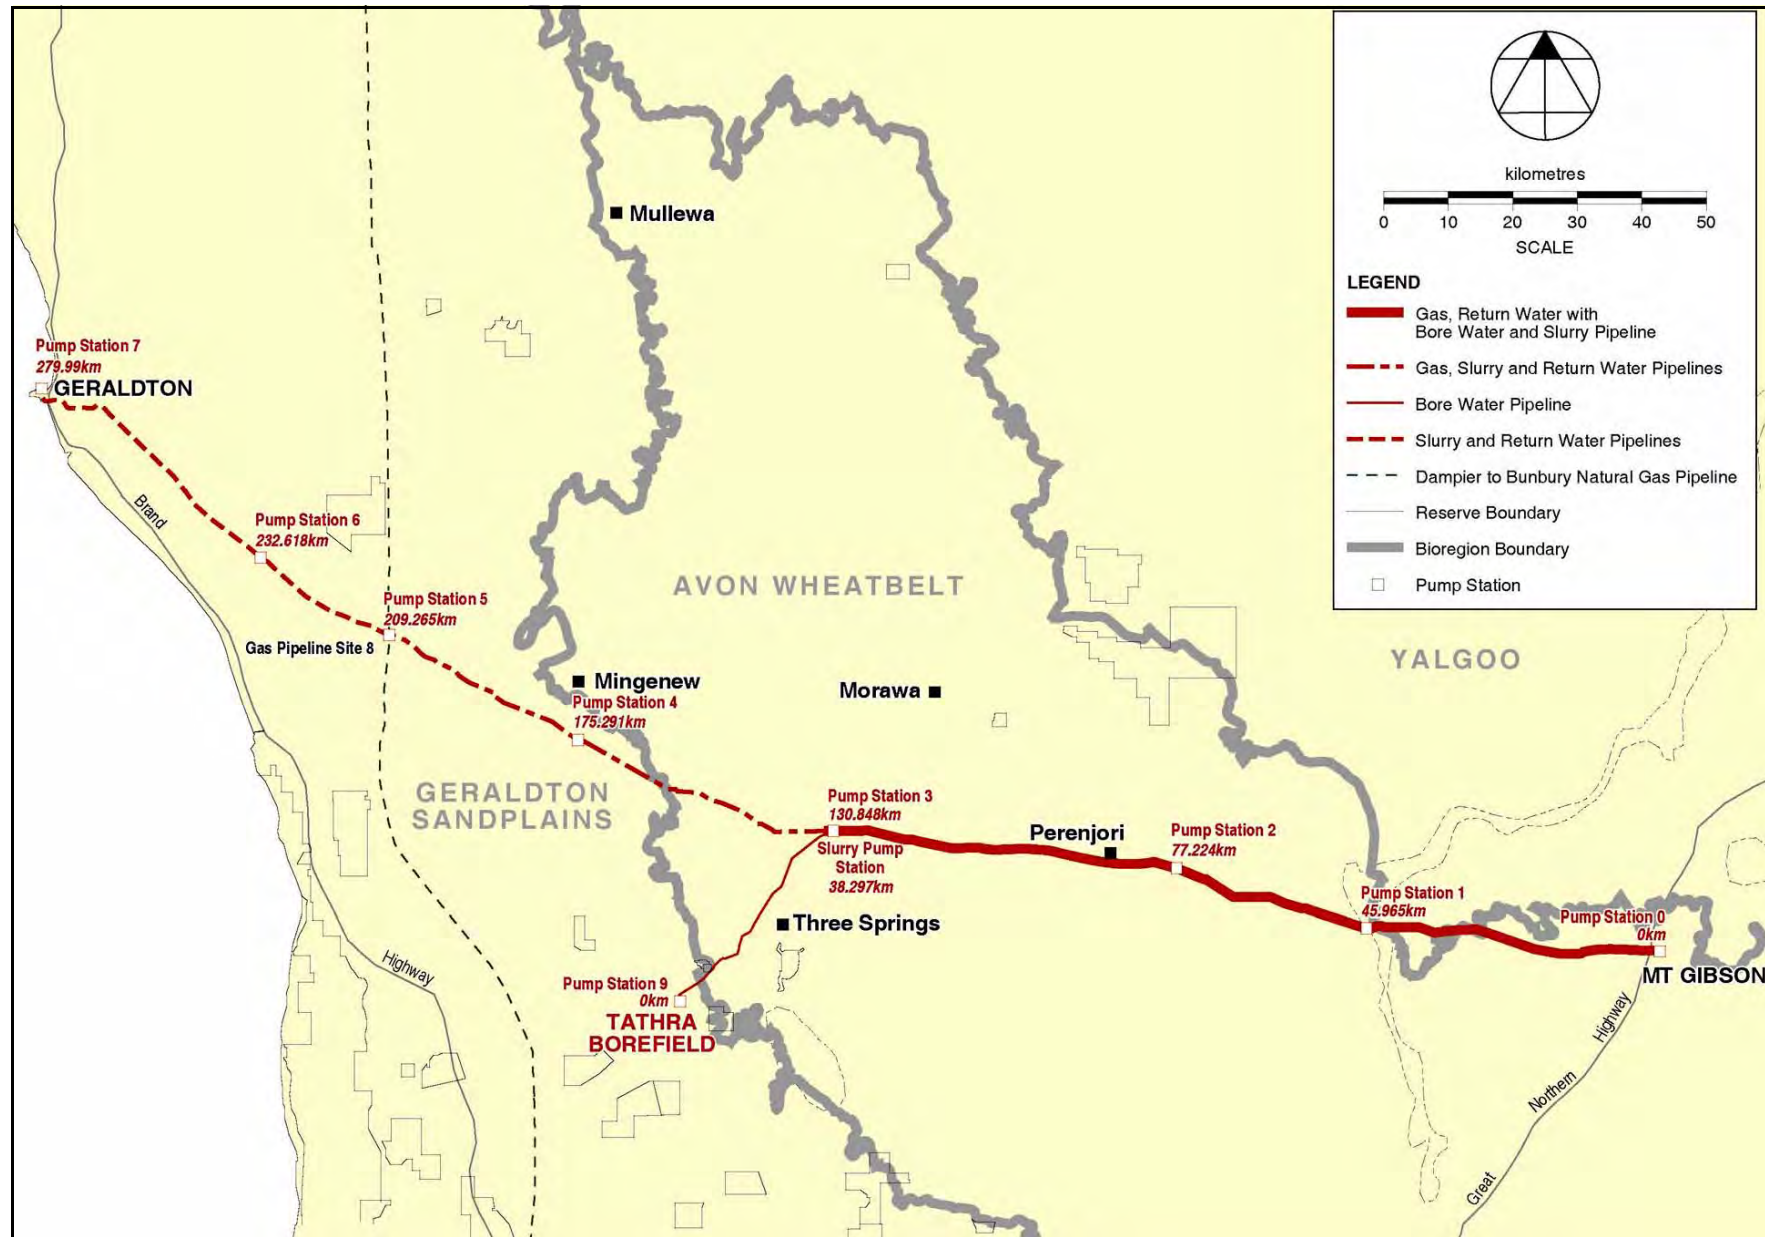 kilometres
0 10 20 30 40 50
SCALE
LEGEND
Gas, Return Water with
Bore Water and Slurry Pipeline
Gas, Slurry and Return Water Pipelines
Bore Water Pipeline
Slurry and Return Water Pipelines
Dampier to Bunbury Natural Gas Pipeline
Reserve Boundary
Bioregion Boundary
Pump Station
Mullewa
Pump Station 7
279.99km
GERALDTON
Brand
Pump Station 6
232.618km
Pump Station 5
209.265km
Gas Pipeline Site 8
AVON WHEATBELT
YALGOO
Mingenew
Morawa
Pump Station 4
175.291km
GERALDTON
SANDPLAINS
Pump Station 3
130.848km
Slurry Pump
Station
38.297km
Perenjori
Pump Station 2
77.224km
Pump Station 1
45.965km
Pump Station 0
0km
MT GIBSON
Three Springs
Highway
Pump Station 9
0km
TATHRA
BOREFIELD
Highway
Northern
Great